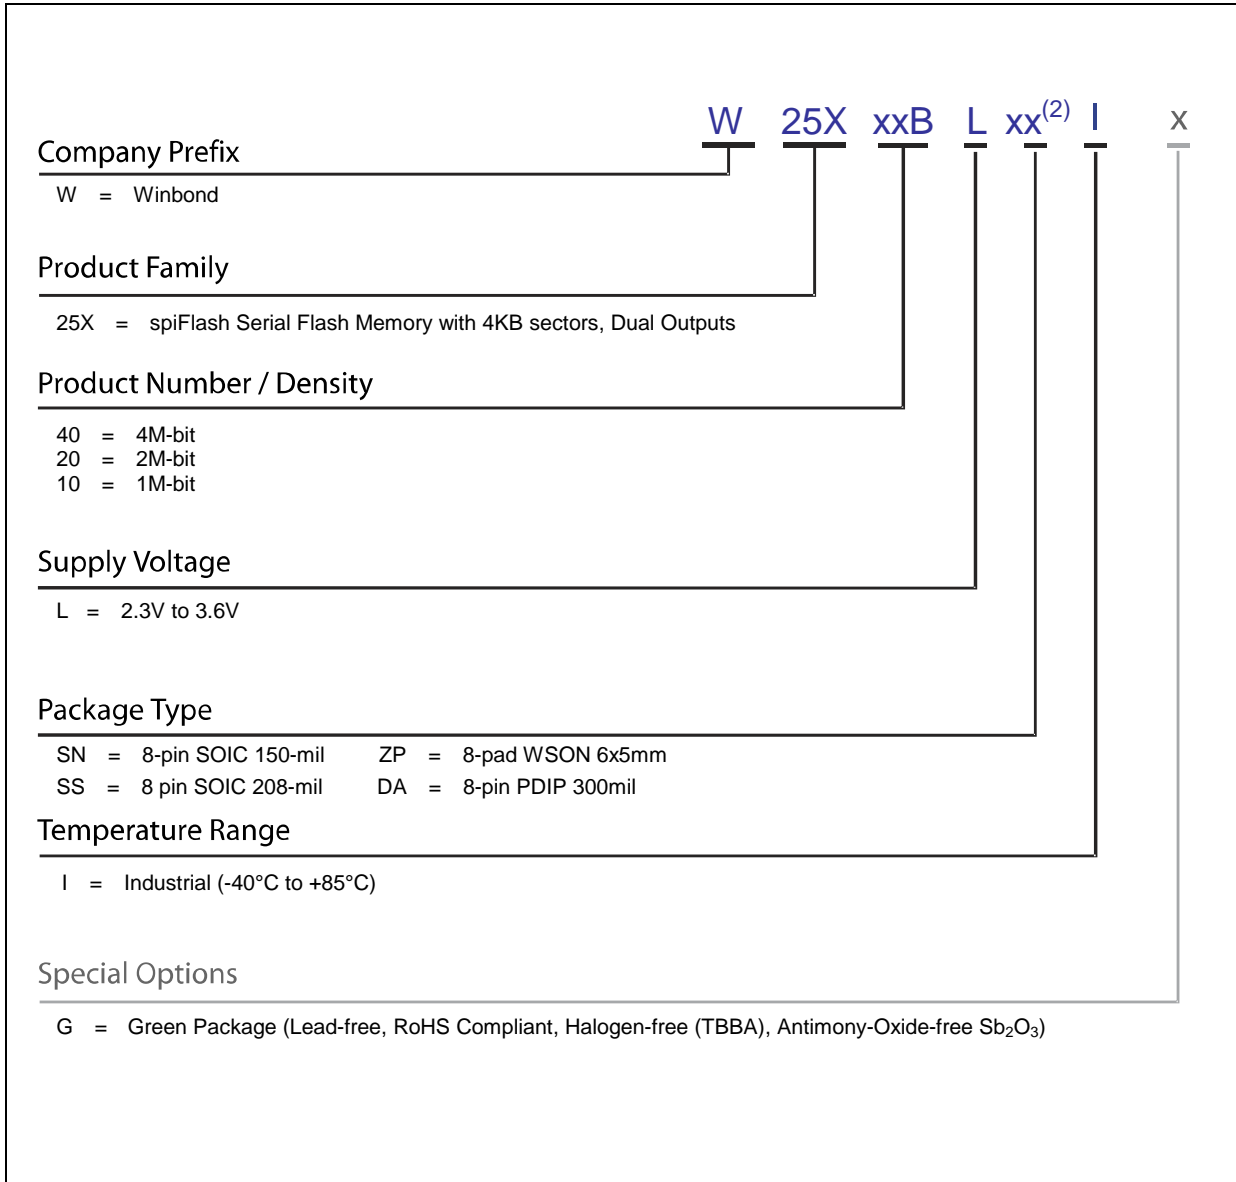 W 25X xxB L xx(2) I x
Company Prefix
W = Winbond
Product Family
25X = spiFlash Serial Flash Memory with 4KB sectors, Dual Outputs
Product Number / Density
40 = 4M-bit
20 = 2M-bit
10 = 1M-bit
Supply Voltage
L = 2.3V to 3.6V
Package Type
SN = 8-pin SOIC 150-mil ZP = 8-pad WSON 6x5mm
SS = 8 pin SOIC 208-mil DA = 8-pin PDIP 300mil
Temperature Range
I = Industrial (-40°C to +85°C)
Special Options
G = Green Package (Lead-free, RoHS Compliant, Halogen-free (TBBA), Antimony-Oxide-free Sb₂O₃)